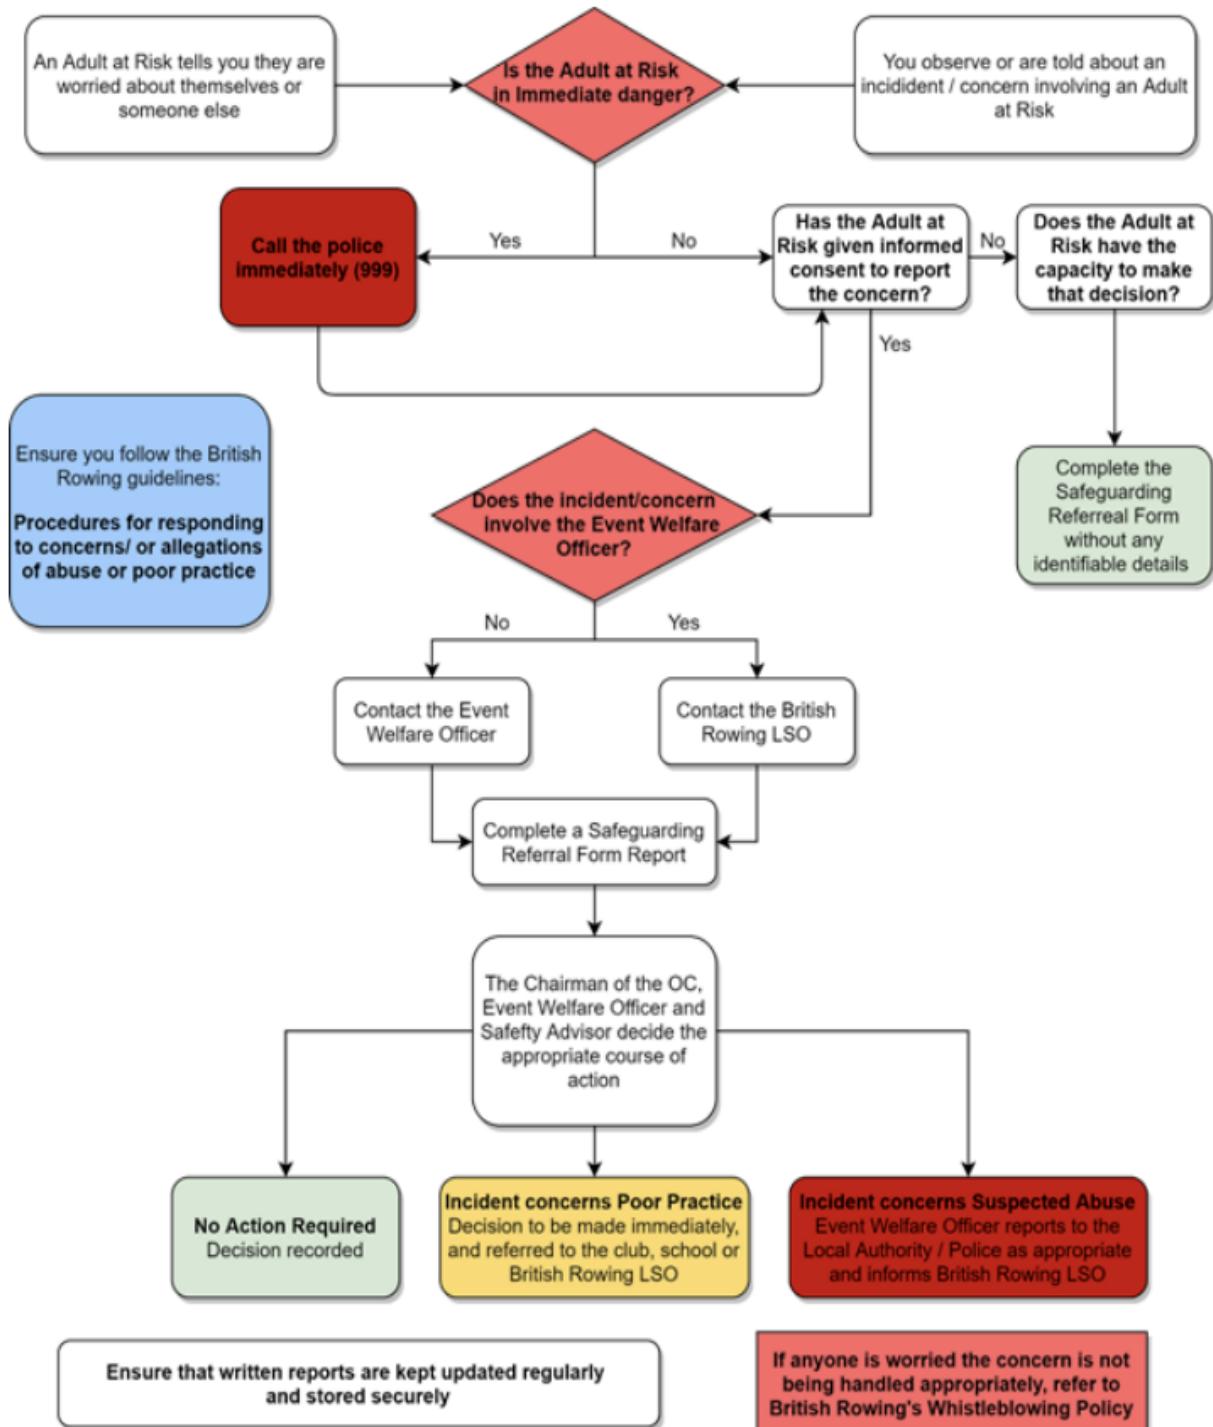 An Adult at Risk tells you they are
worried about themselves or
someone else
Is the Adult at Risk
in Immediate danger?
You observe or are told about an
incidident / concern involving an Adult
at Risk
Call the police
immediately (999)
Yes
No
Has the Adult at
Risk given informed
consent to report
the concern?
No
Does the Adult at
Risk have the
capacity to make
that decision?
Yes
Ensure you follow the British
Rowing guidelines:
Procedures for responding
to concerns/ or allegations
of abuse or poor practice
Does the incident/concern
involve the Event Welfare
Officer?
Complete the
Safeguarding
Referreal Form
without any
identifiable details
No
Yes
Contact the Event
Welfare Officer
Contact the British
Rowing LSO
Complete a Safeguarding
Referral Form Report
The Chairman of the OC,
Event Welfare Officer and
Safefty Advisor decide the
appropriate course of
action
No Action Required
Decision recorded
Incident concerns Poor Practice
Decision to be made immediately,
and referred to the club, school or
British Rowing LSO
Incident concerns Suspected Abuse
Event Welfare Officer reports to the
Local Authority / Police as appropriate
and informs British Rowing LSO
Ensure that written reports are kept updated regularly
and stored securely
If anyone is worried the concern is not
being handled appropriately, refer to
British Rowing's Whistleblowing Policy